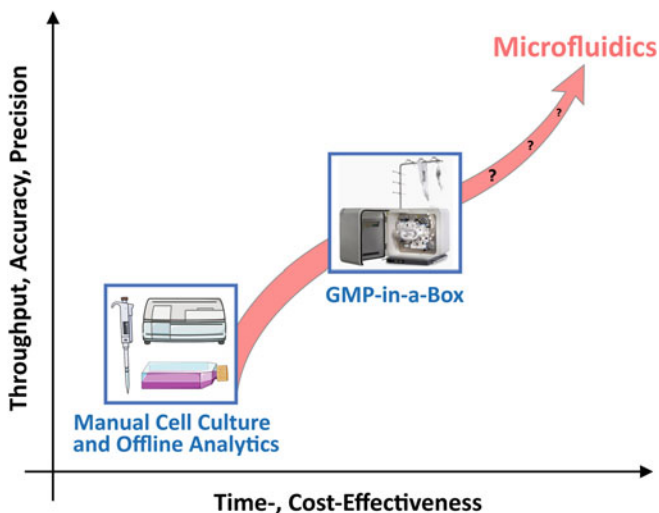 Microfluidics
?
?
?
Throughput, Accuracy, Precision
GMP-in-a-Box
Manual Cell Culture
and Offline Analytics
Time-, Cost-Effectiveness